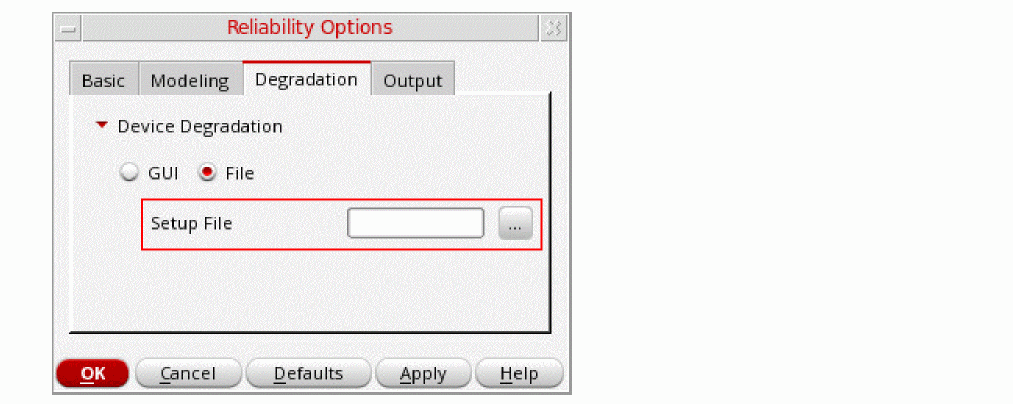 Reliability Options
Basic Modeling Degradation Output
Device Degradation
GUI File
Setup File ...
OK Cancel Defaults Apply Help